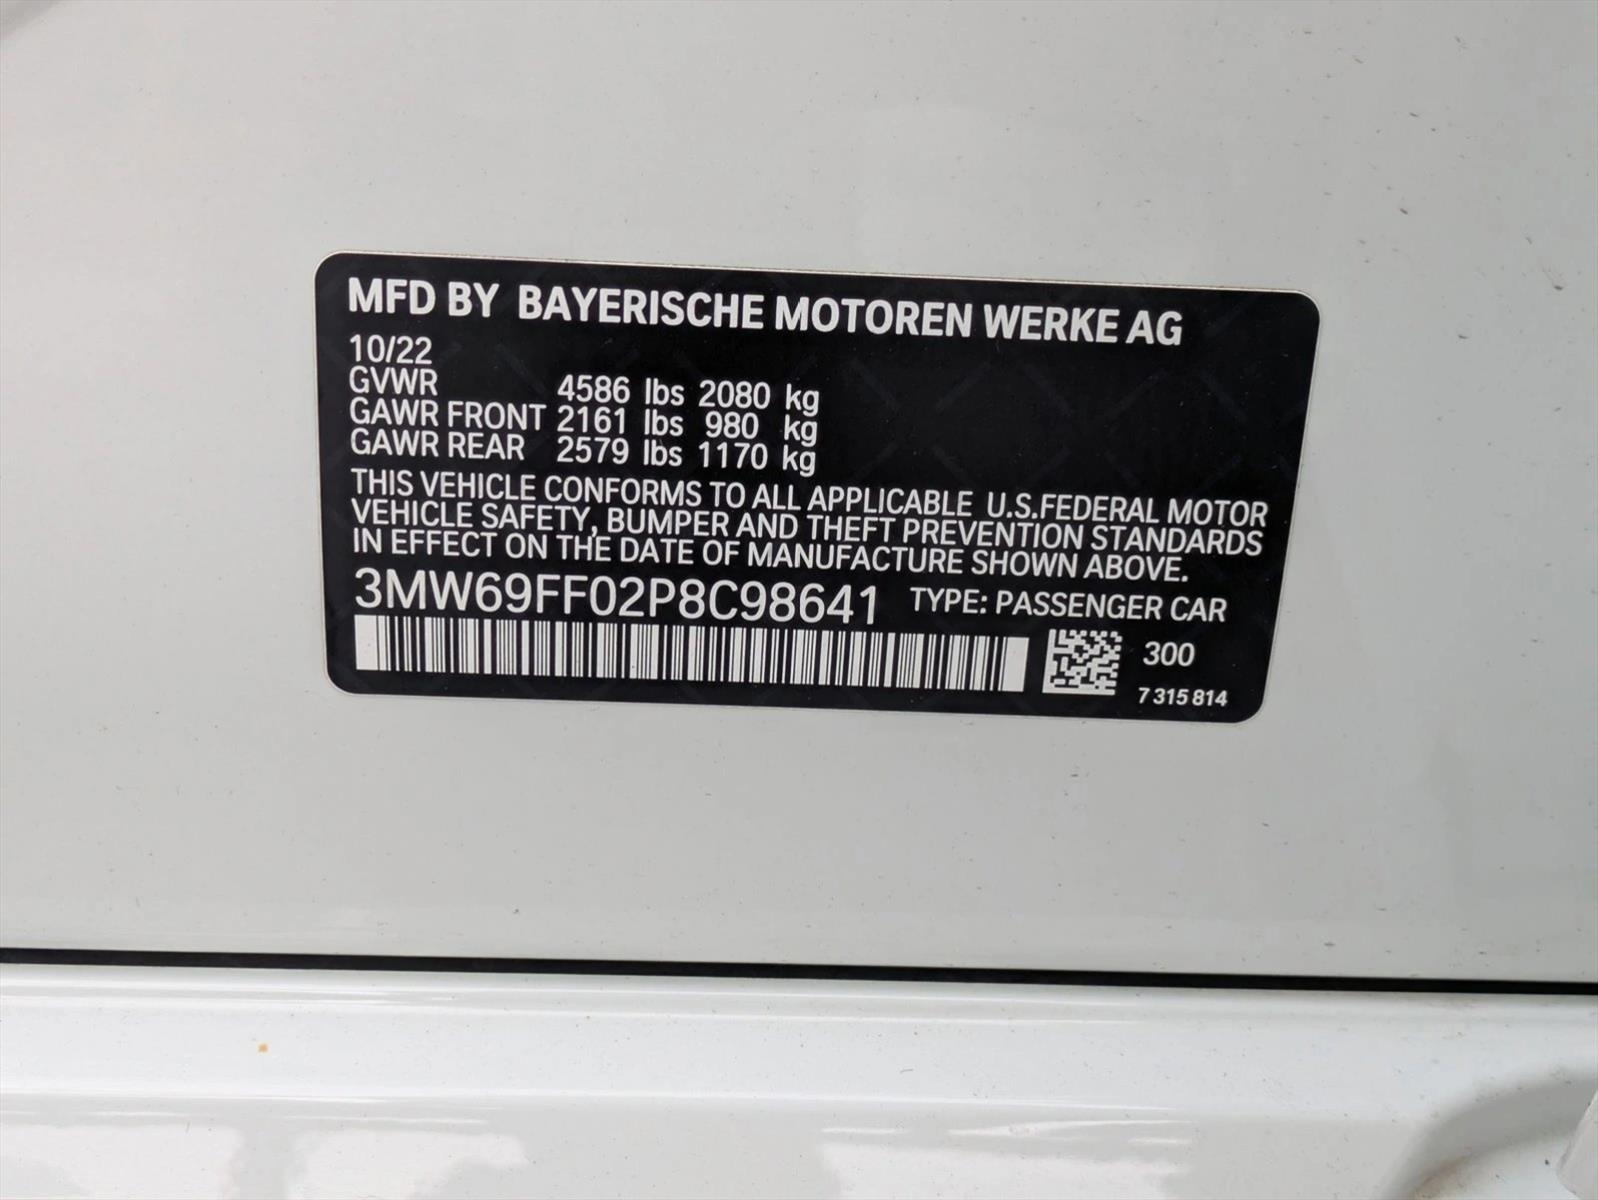 MFD BY BAYERISCHE MOTOREN WERKE AG
10/22
GVWR 4586 lbs 2080 kg
GAWR FRONT 2161 lbs 980 kg
GAWR REAR 2579 lbs 1170 kg
THIS VEHICLE CONFORMS TO ALL APPLICABLE U.S.FEDERAL MOTOR
VEHICLE SAFETY, BUMPER AND THEFT PREVENTION STANDARDS
IN EFFECT ON THE DATE OF MANUFACTURE SHOWN ABOVE.
3MW69FF02P8C98641 TYPE: PASSENGER CAR
300
7 315 814